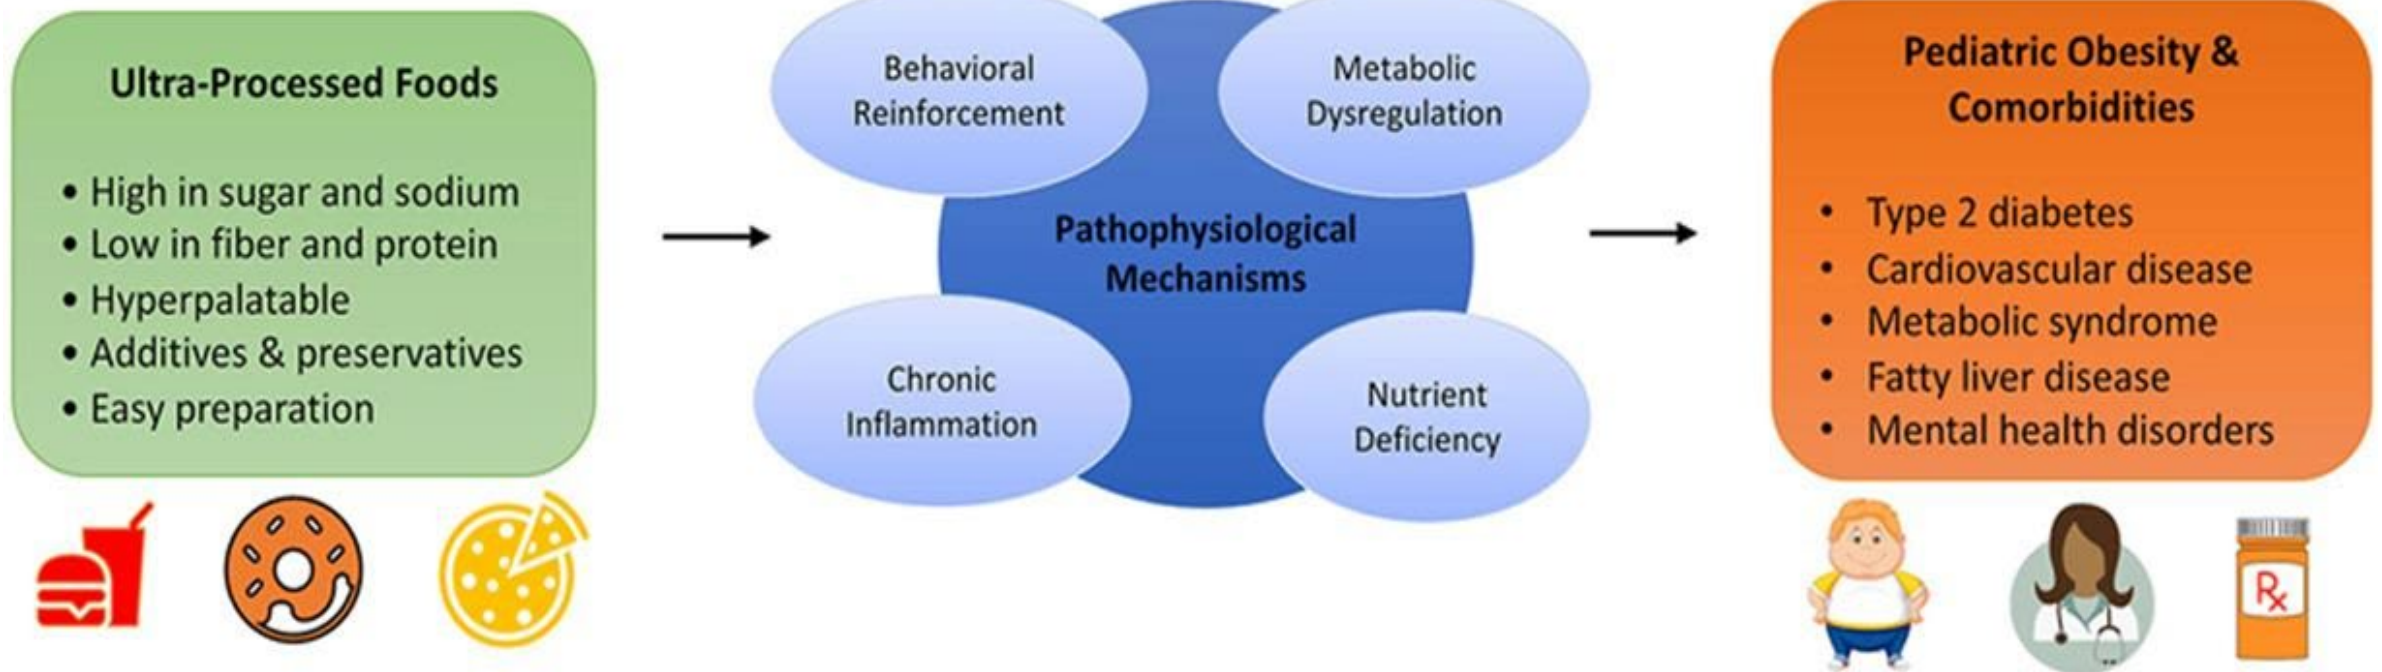 Ultra-Processed Foods
• High in sugar and sodium
• Low in fiber and protein
• Hyperpalatable
• Additives & preservatives
• Easy preparation
Behavioral
Reinforcement
Metabolic
Dysregulation
Pathophysiological
Mechanisms
Chronic
Inflammation
Nutrient
Deficiency
Pediatric Obesity &
Comorbidities
• Type 2 diabetes
• Cardiovascular disease
• Metabolic syndrome
• Fatty liver disease
• Mental health disorders
Rx